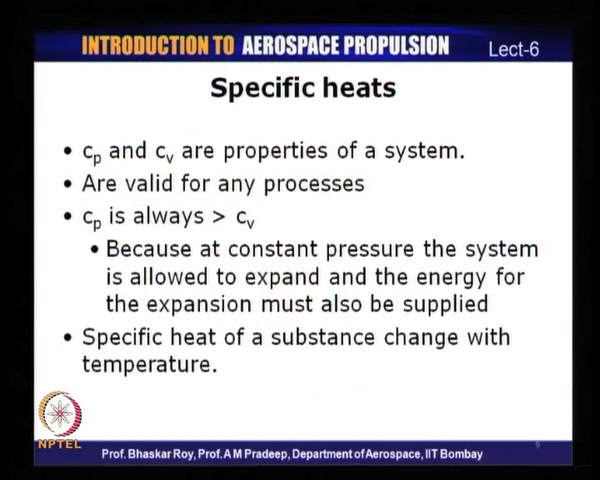 INTRODUCTION TO AEROSPACE PROPULSION Lect-6
Specific heats
• cp and cv are properties of a system.
• Are valid for any processes
• cp is always > cv
• Because at constant pressure the system
is allowed to expand and the energy for
the expansion must also be supplied
• Specific heat of a substance change with
temperature.
NPTEL
9
Prof. Bhaskar Roy, Prof. A M Pradeep, Department of Aerospace, IIT Bombay